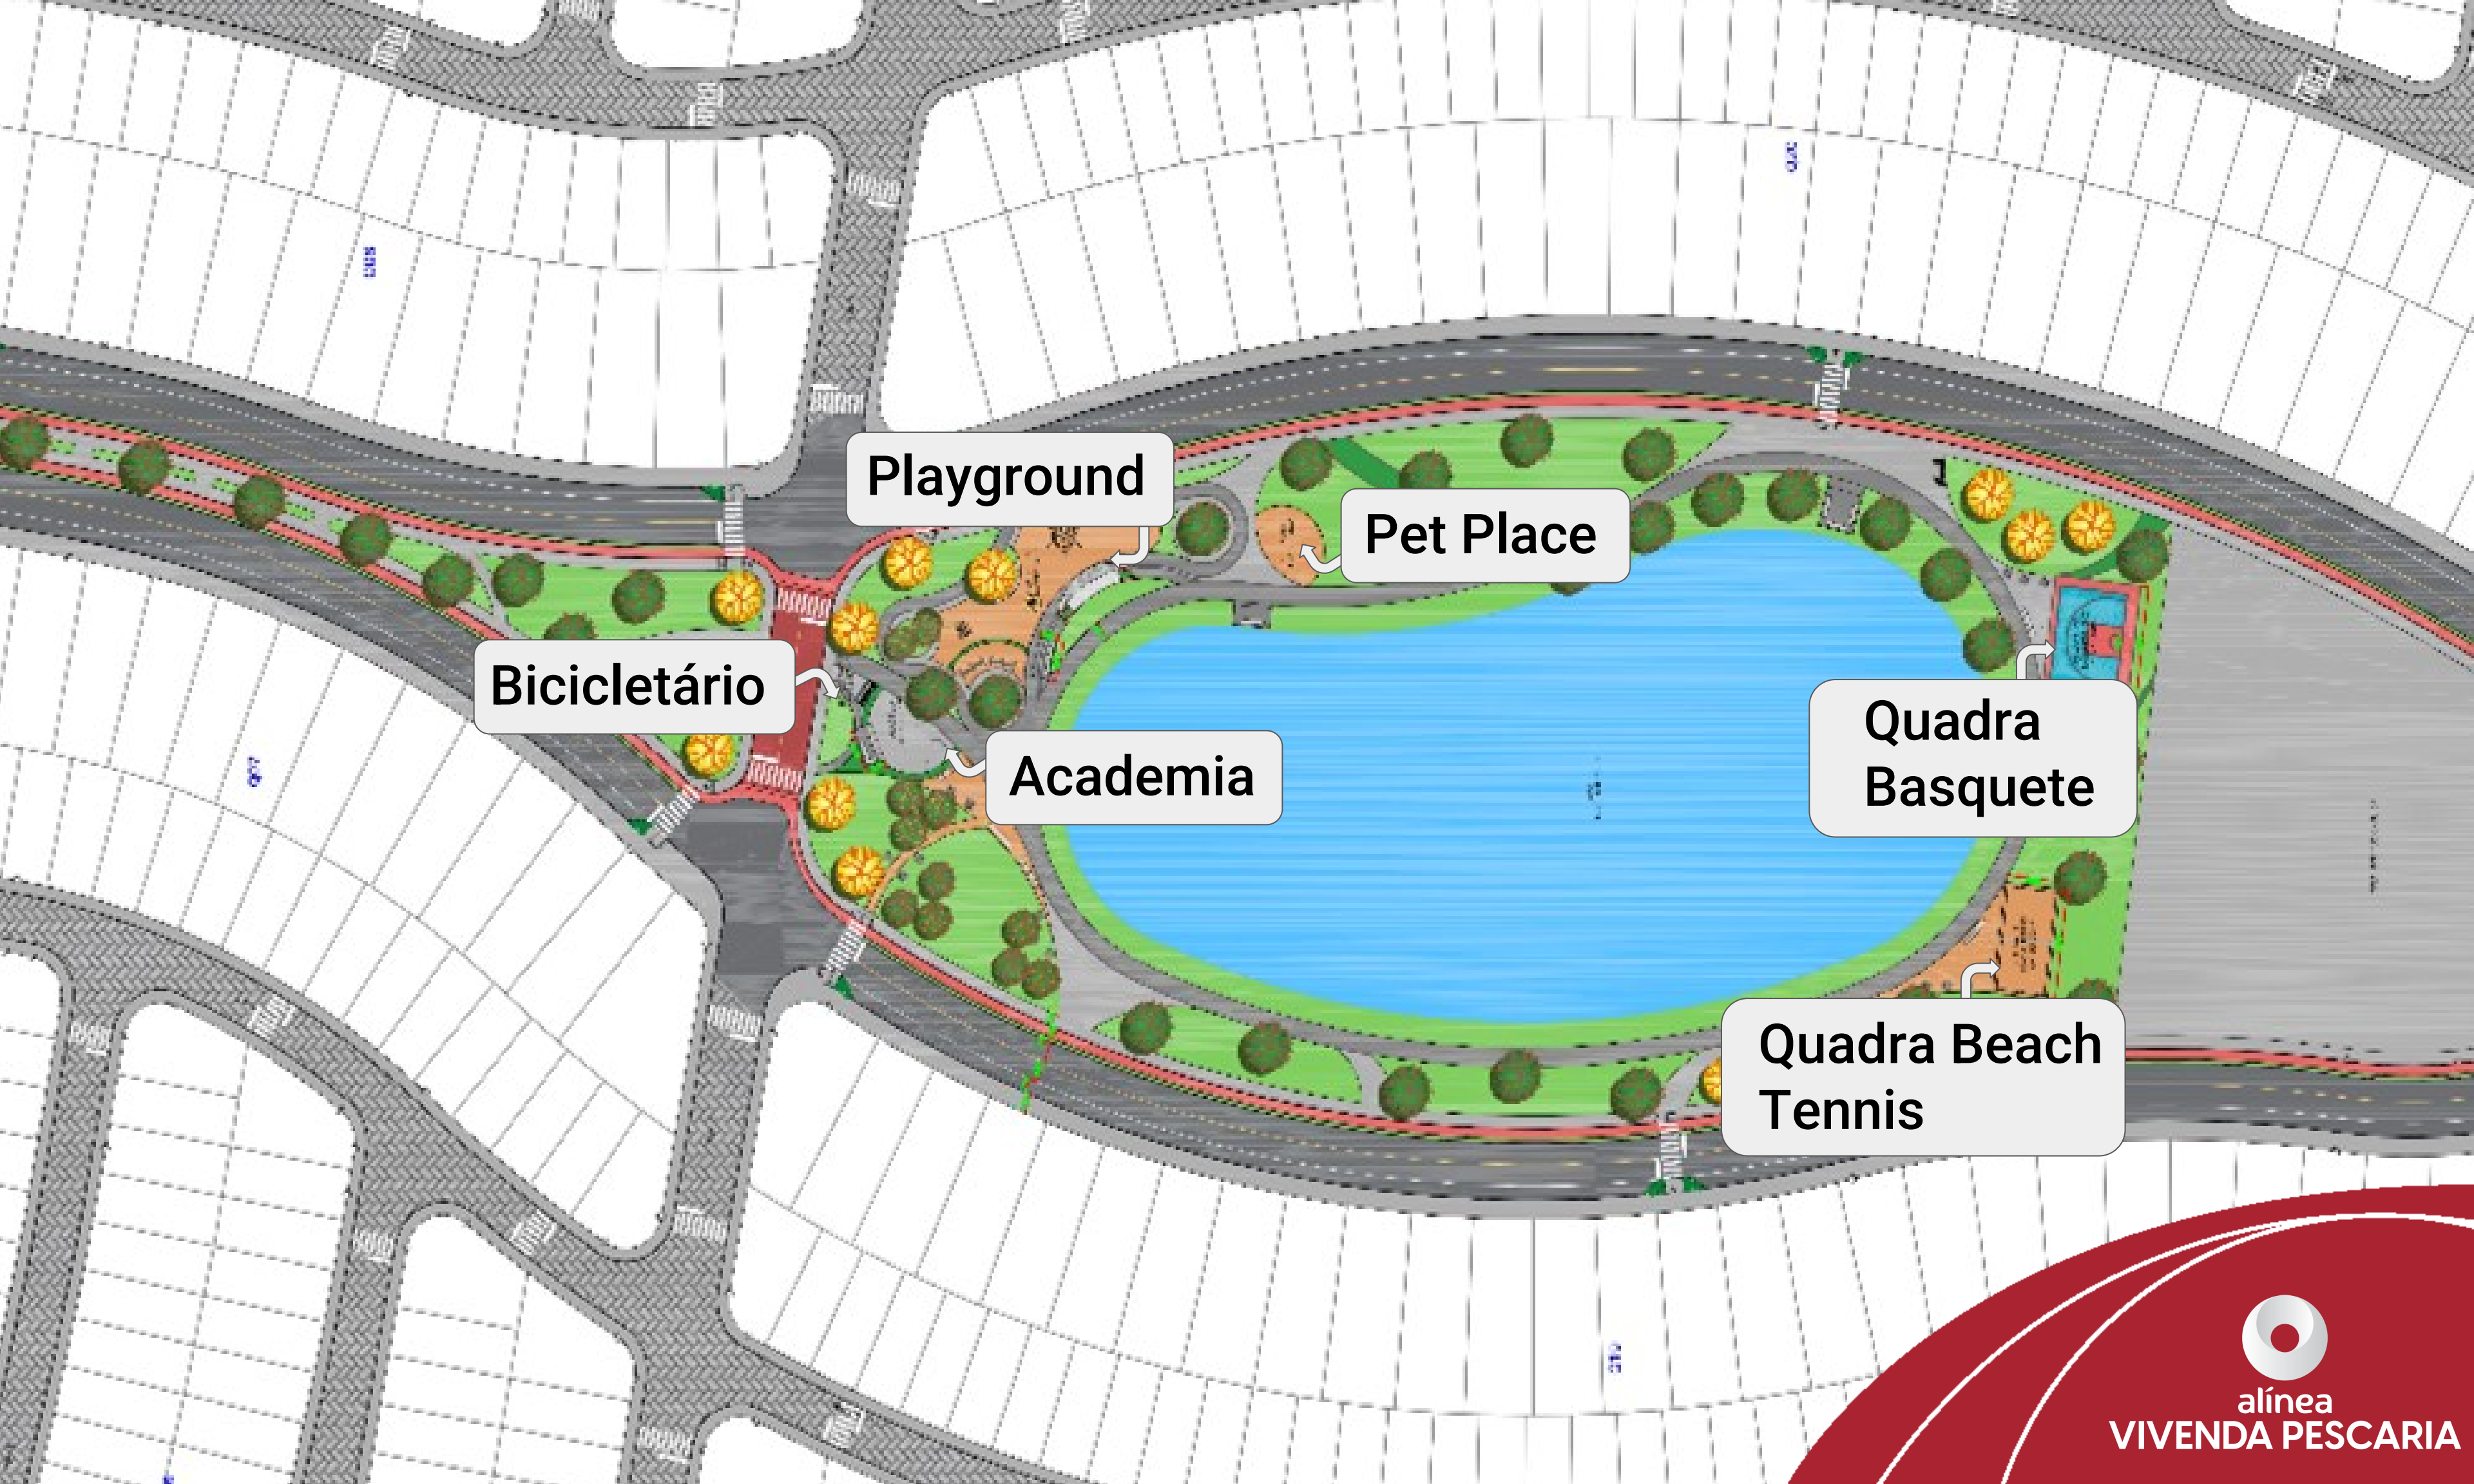 Playground
Pet Place
Bicicletário
Academia
Quadra
Basquete
Quadra Beach
Tennis
alínea
VIVENDA PESCARIA